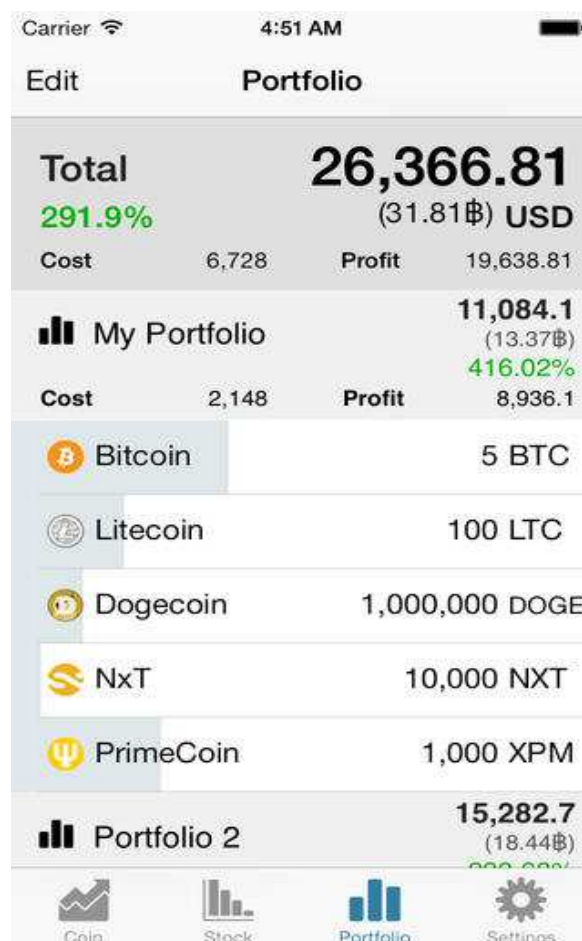 Carrier 4:51 AM
Edit Portfolio
Total 26,366.81
291.9% (31.81฿) USD
Cost 6,728 Profit 19,638.81
11,084.1
My Portfolio (13.37฿)
416.02%
Cost 2,148 Profit 8,936.1
Bitcoin 5 BTC
Litecoin 100 LTC
Dogecoin 1,000,000 DOGE
NxT 10,000 NXT
PrimeCoin 1,000 XPM
15,282.7
Portfolio 2 (18.44฿)
Coin Stock Portfolio Settings